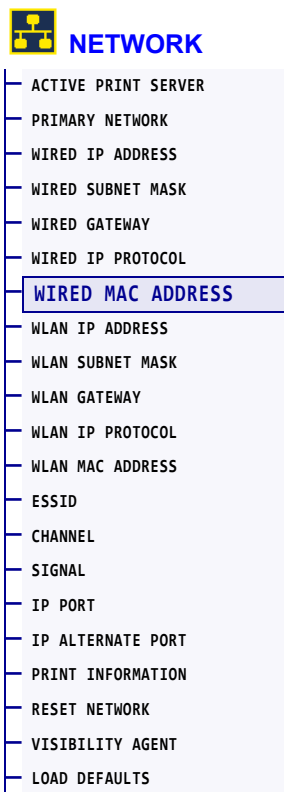 NETWORK
ACTIVE PRINT SERVER
PRIMARY NETWORK
WIRED IP ADDRESS
WIRED SUBNET MASK
WIRED GATEWAY
WIRED IP PROTOCOL
WIRED MAC ADDRESS
WLAN IP ADDRESS
WLAN SUBNET MASK
WLAN GATEWAY
WLAN IP PROTOCOL
WLAN MAC ADDRESS
ESSID
CHANNEL
SIGNAL
IP PORT
IP ALTERNATE PORT
PRINT INFORMATION
RESET NETWORK
VISIBILITY AGENT
LOAD DEFAULTS